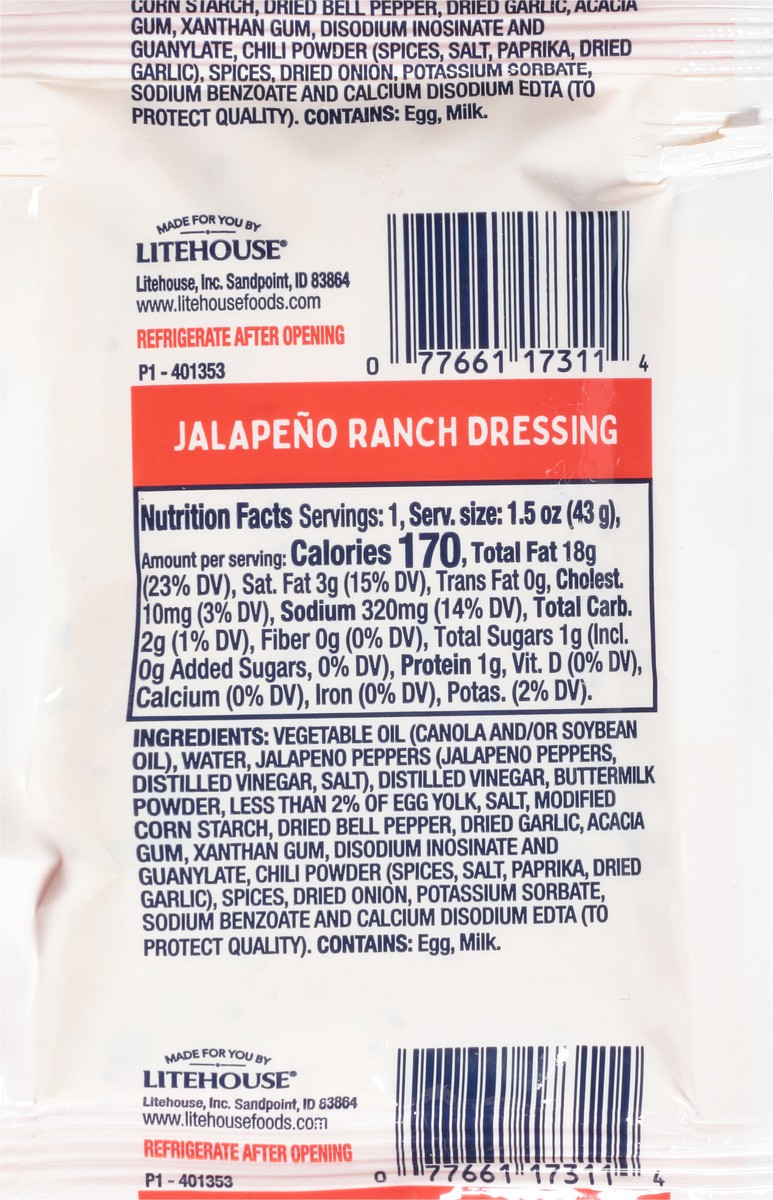 CORN STARCH, DRIED BELL PEPPER, DRIED GARLIC, ACACIA
GUM, XANTHAN GUM, DISODIUM INOSINATE AND
GUANYLATE, CHILI POWDER (SPICES, SALT, PAPRIKA, DRIED
GARLIC), SPICES, DRIED ONION, POTASSIUM SORBATE,
SODIUM BENZOATE AND CALCIUM DISODIUM EDTA (TO
PROTECT QUALITY). CONTAINS: Egg, Milk.
MADE FOR YOU BY
LITEHOUSE®
Litehouse, Inc. Sandpoint, ID 83864
www.litehousefoods.com
REFRIGERATE AFTER OPENING
P1 - 401353
0 77661 17311 4
JALAPEÑO RANCH DRESSING
Nutrition Facts Servings: 1, Serv. size: 1.5 oz (43 g),
Amount per serving: Calories 170, Total Fat 18g
(23% DV), Sat. Fat 3g (15% DV), Trans Fat 0g, Cholest.
10mg (3% DV), Sodium 320mg (14% DV), Total Carb.
2g (1% DV), Fiber 0g (0% DV), Total Sugars 1g (Incl.
0g Added Sugars, 0% DV), Protein 1g, Vit. D (0% DV),
Calcium (0% DV), Iron (0% DV), Potas. (2% DV).
INGREDIENTS: VEGETABLE OIL (CANOLA AND/OR SOYBEAN
OIL), WATER, JALAPENO PEPPERS (JALAPENO PEPPERS,
DISTILLED VINEGAR, SALT), DISTILLED VINEGAR, BUTTERMILK
POWDER, LESS THAN 2% OF EGG YOLK, SALT, MODIFIED
CORN STARCH, DRIED BELL PEPPER, DRIED GARLIC, ACACIA
GUM, XANTHAN GUM, DISODIUM INOSINATE AND
GUANYLATE, CHILI POWDER (SPICES, SALT, PAPRIKA, DRIED
GARLIC), SPICES, DRIED ONION, POTASSIUM SORBATE,
SODIUM BENZOATE AND CALCIUM DISODIUM EDTA (TO
PROTECT QUALITY). CONTAINS: Egg, Milk.
MADE FOR YOU BY
LITEHOUSE®
Litehouse, Inc. Sandpoint, ID 83864
www.litehousefoods.com
REFRIGERATE AFTER OPENING
P1 - 401353
0 77661 17311 4